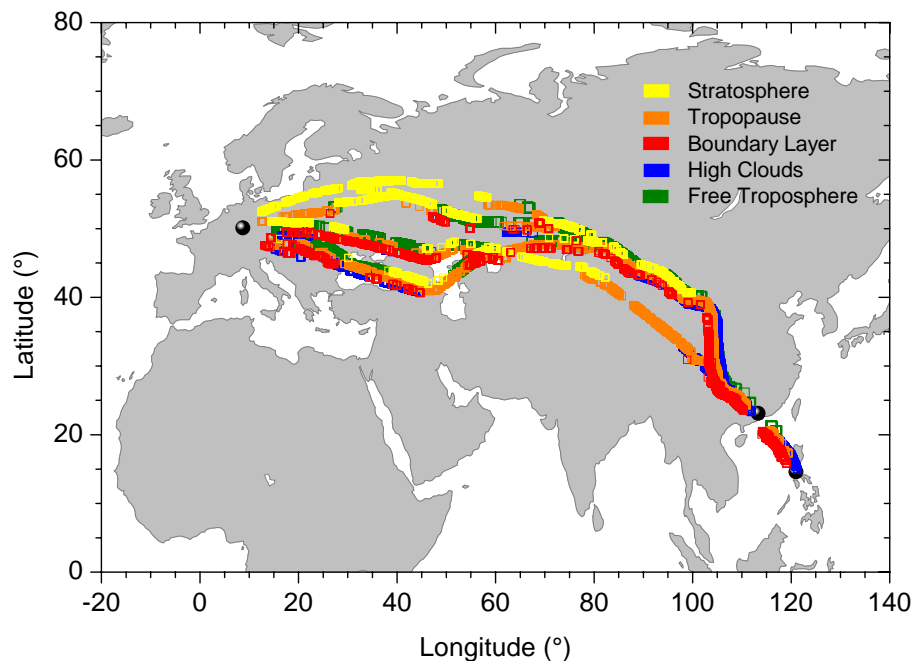 80
60
40
20
0
Latitude (°)
Stratosphere
Tropopause
Boundary Layer
High Clouds
Free Troposphere
-20 0 20 40 60 80 100 120 140
Longitude (°)